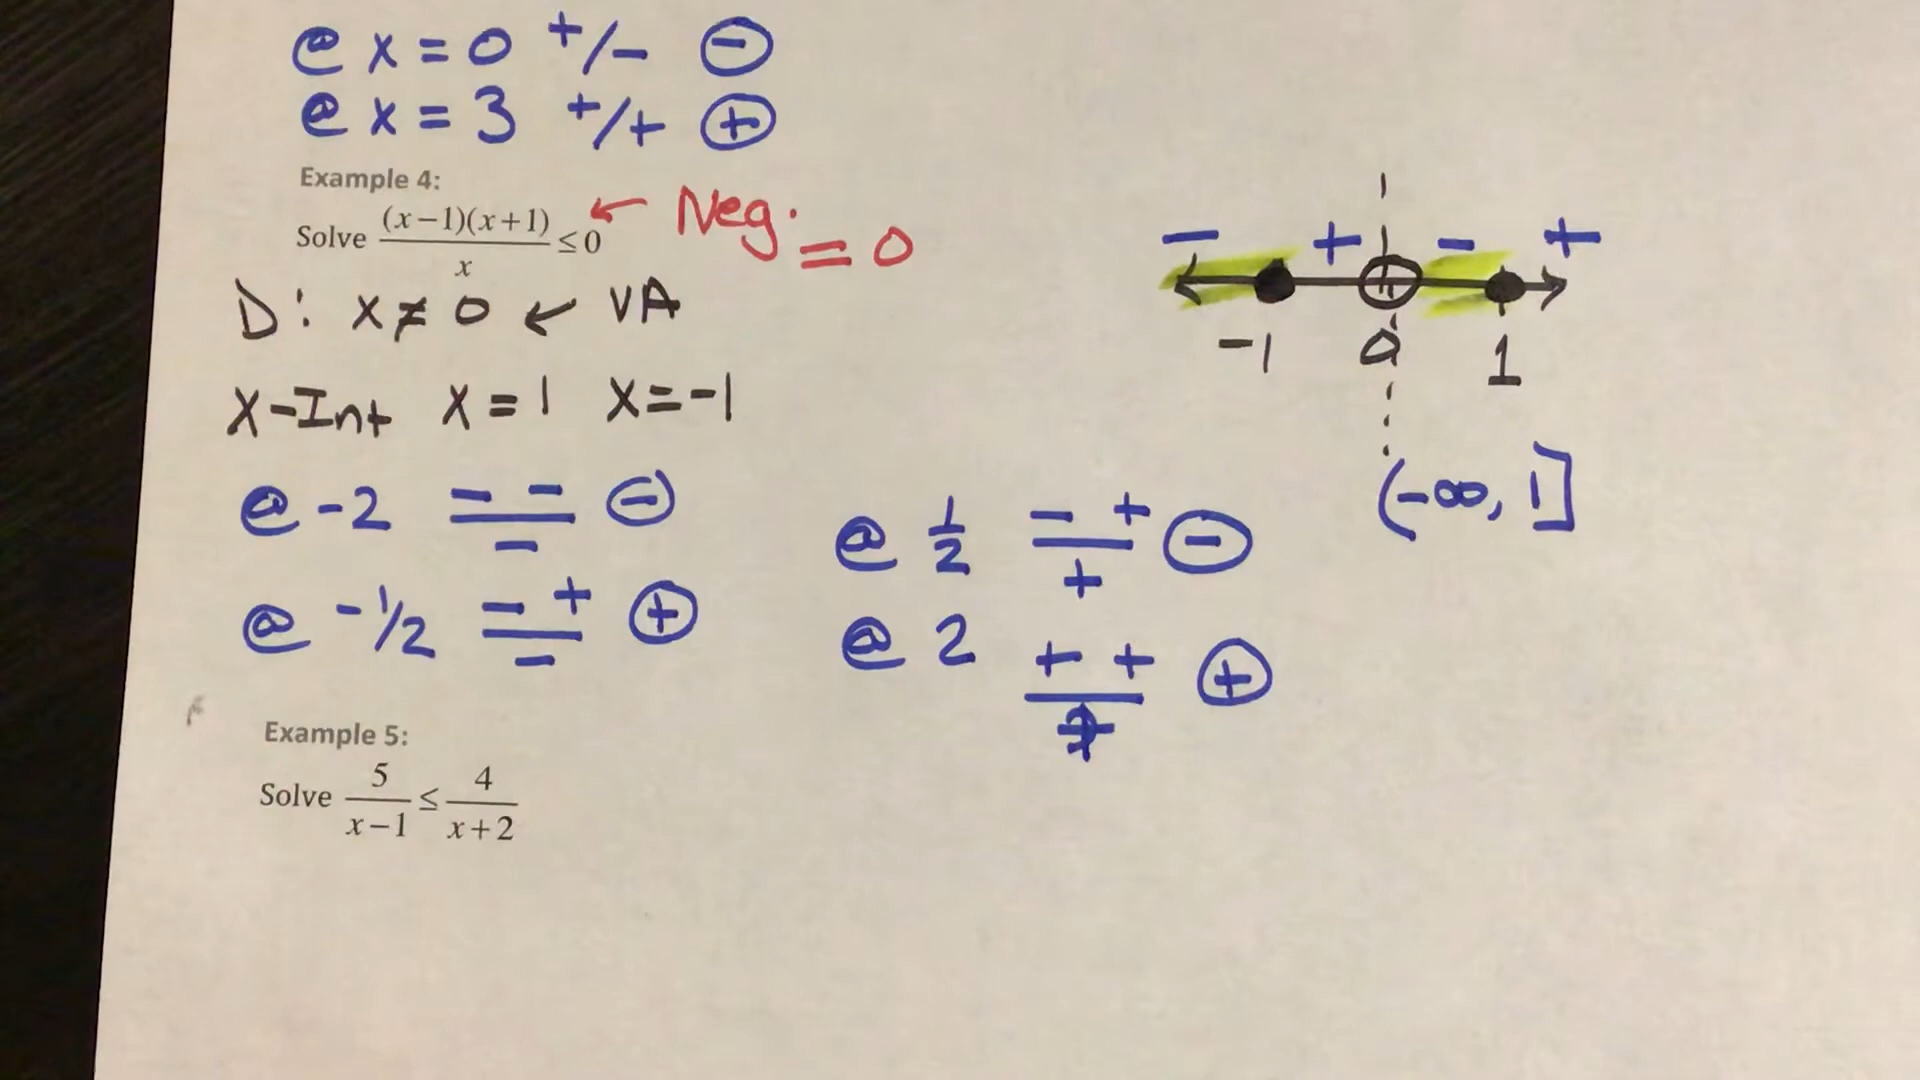 @ x = 0 +/- ⊖
@ x = 3 +/+ ⊕
Example 4:
Solve (x−1)(x+1)/x ≤ 0 ← Neg. = 0
D: x ≠ 0 ← VA
X-Int x = 1 x = -1
@ -2 - -/- ⊖
@ -1/2 - +/- ⊕
- + - +
-1 0 1
(-∞, 1]
@ 1/2 - +/+ ⊖
@ 2 + +/+ ⊕
Example 5:
Solve 5/(x−1) ≤ 4/(x+2)